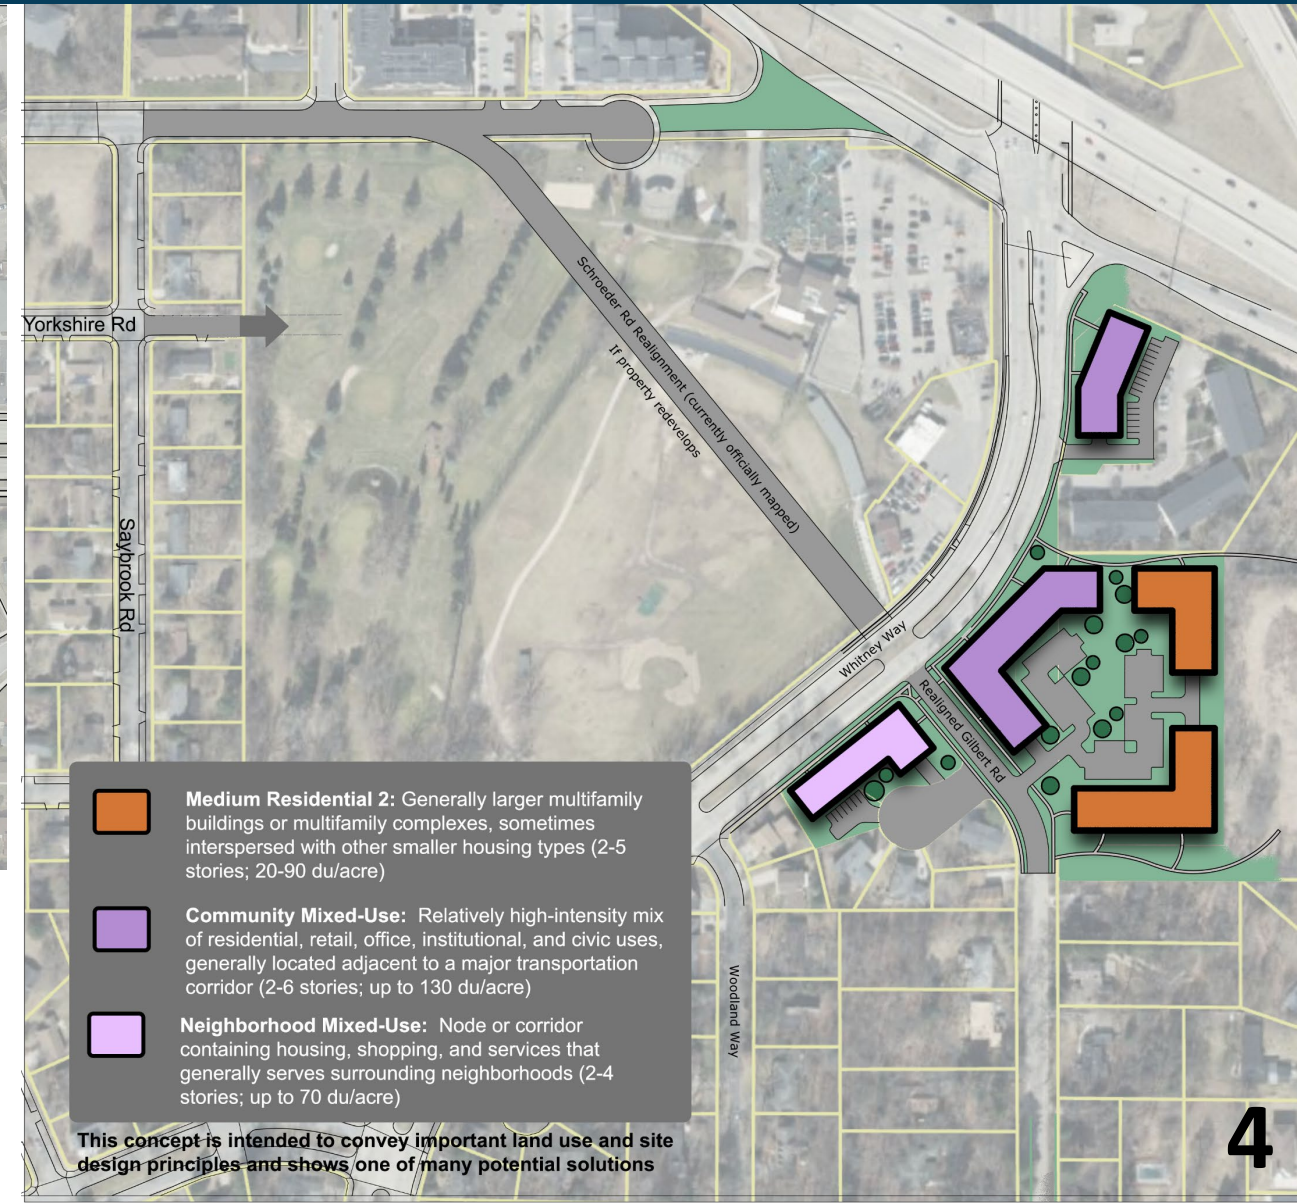 Yorkshire Rd
Saybrook Rd
Schroeder Rd Realignment (currently officially mapped)
If property redevelops
Whitney Way
Realigned Gilbert Rd
Woodland Way
Medium Residential 2: Generally larger multifamily
buildings or multifamily complexes, sometimes
interspersed with other smaller housing types (2-5
stories; 20-90 du/acre)
Community Mixed-Use: Relatively high-intensity mix
of residential, retail, office, institutional, and civic uses,
generally located adjacent to a major transportation
corridor (2-6 stories; up to 130 du/acre)
Neighborhood Mixed-Use: Node or corridor
containing housing, shopping, and services that
generally serves surrounding neighborhoods (2-4
stories; up to 70 du/acre)
This concept is intended to convey important land use and site
design principles and shows one of many potential solutions
4